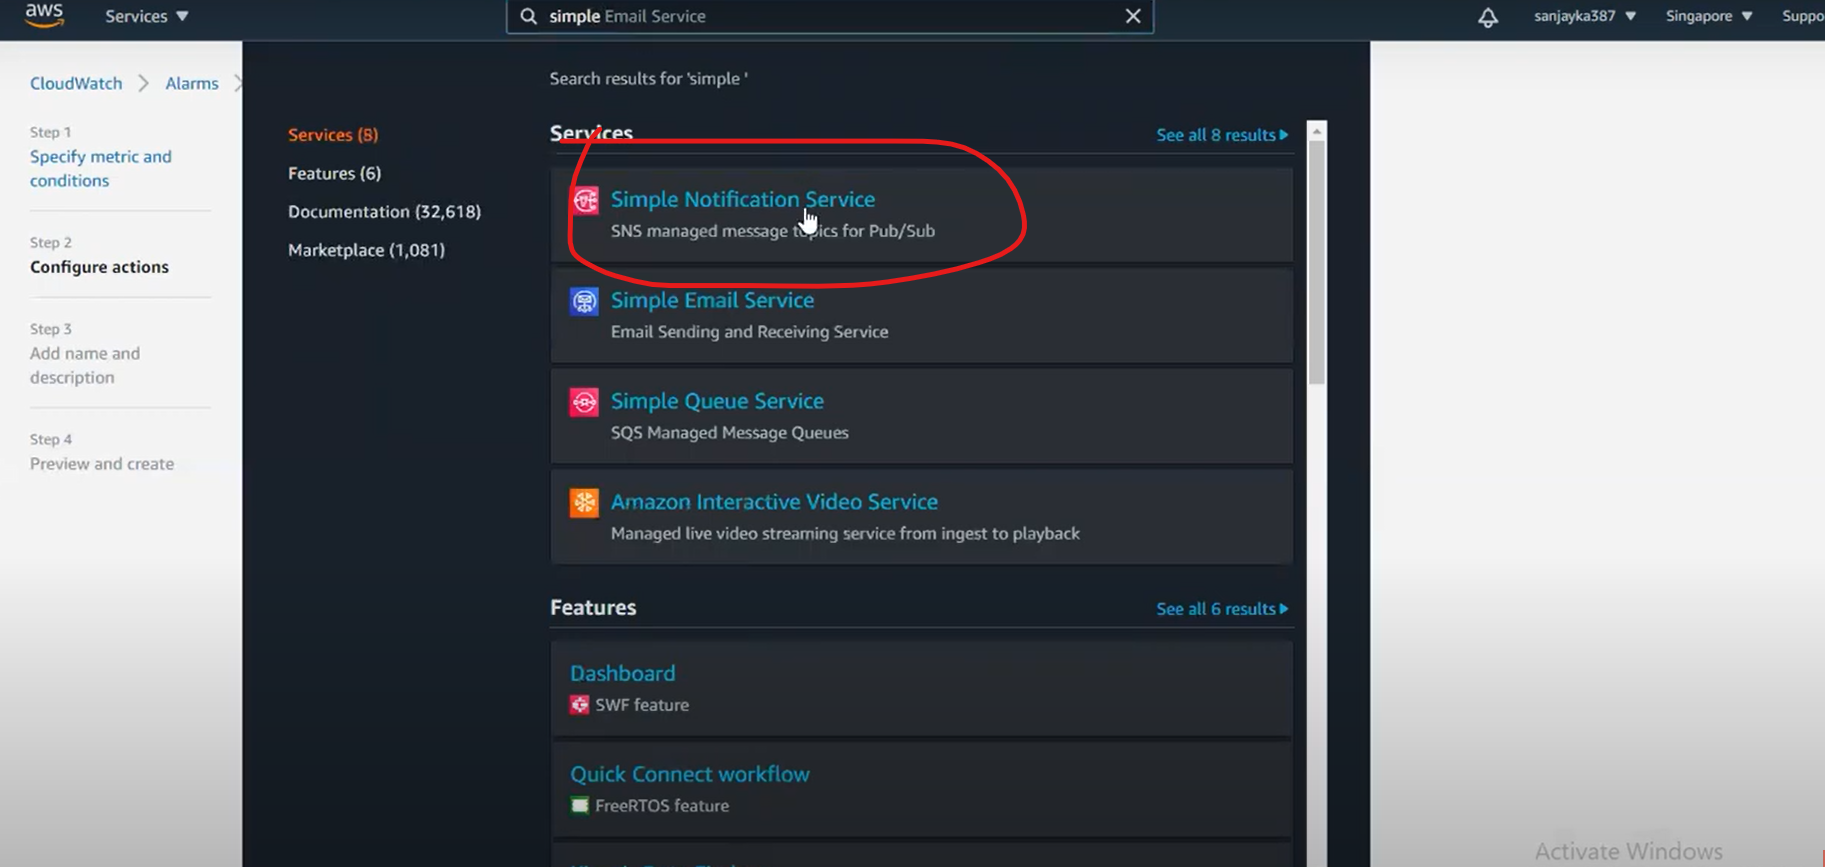 aws
Services
simple Email Service
sanjayka387
Singapore
Suppo
CloudWatch
Alarms
Step 1
Specify metric and
conditions
Step 2
Configure actions
Step 3
Add name and
description
Step 4
Preview and create
Search results for 'simple '
Services (8)
Features (6)
Documentation (32,618)
Marketplace (1,081)
Services
See all 8 results
Simple Notification Service
SNS managed message topics for Pub/Sub
Simple Email Service
Email Sending and Receiving Service
Simple Queue Service
SQS Managed Message Queues
Amazon Interactive Video Service
Managed live video streaming service from ingest to playback
Features
See all 6 results
Dashboard
SWF feature
Quick Connect workflow
FreeRTOS feature
Activate Windows